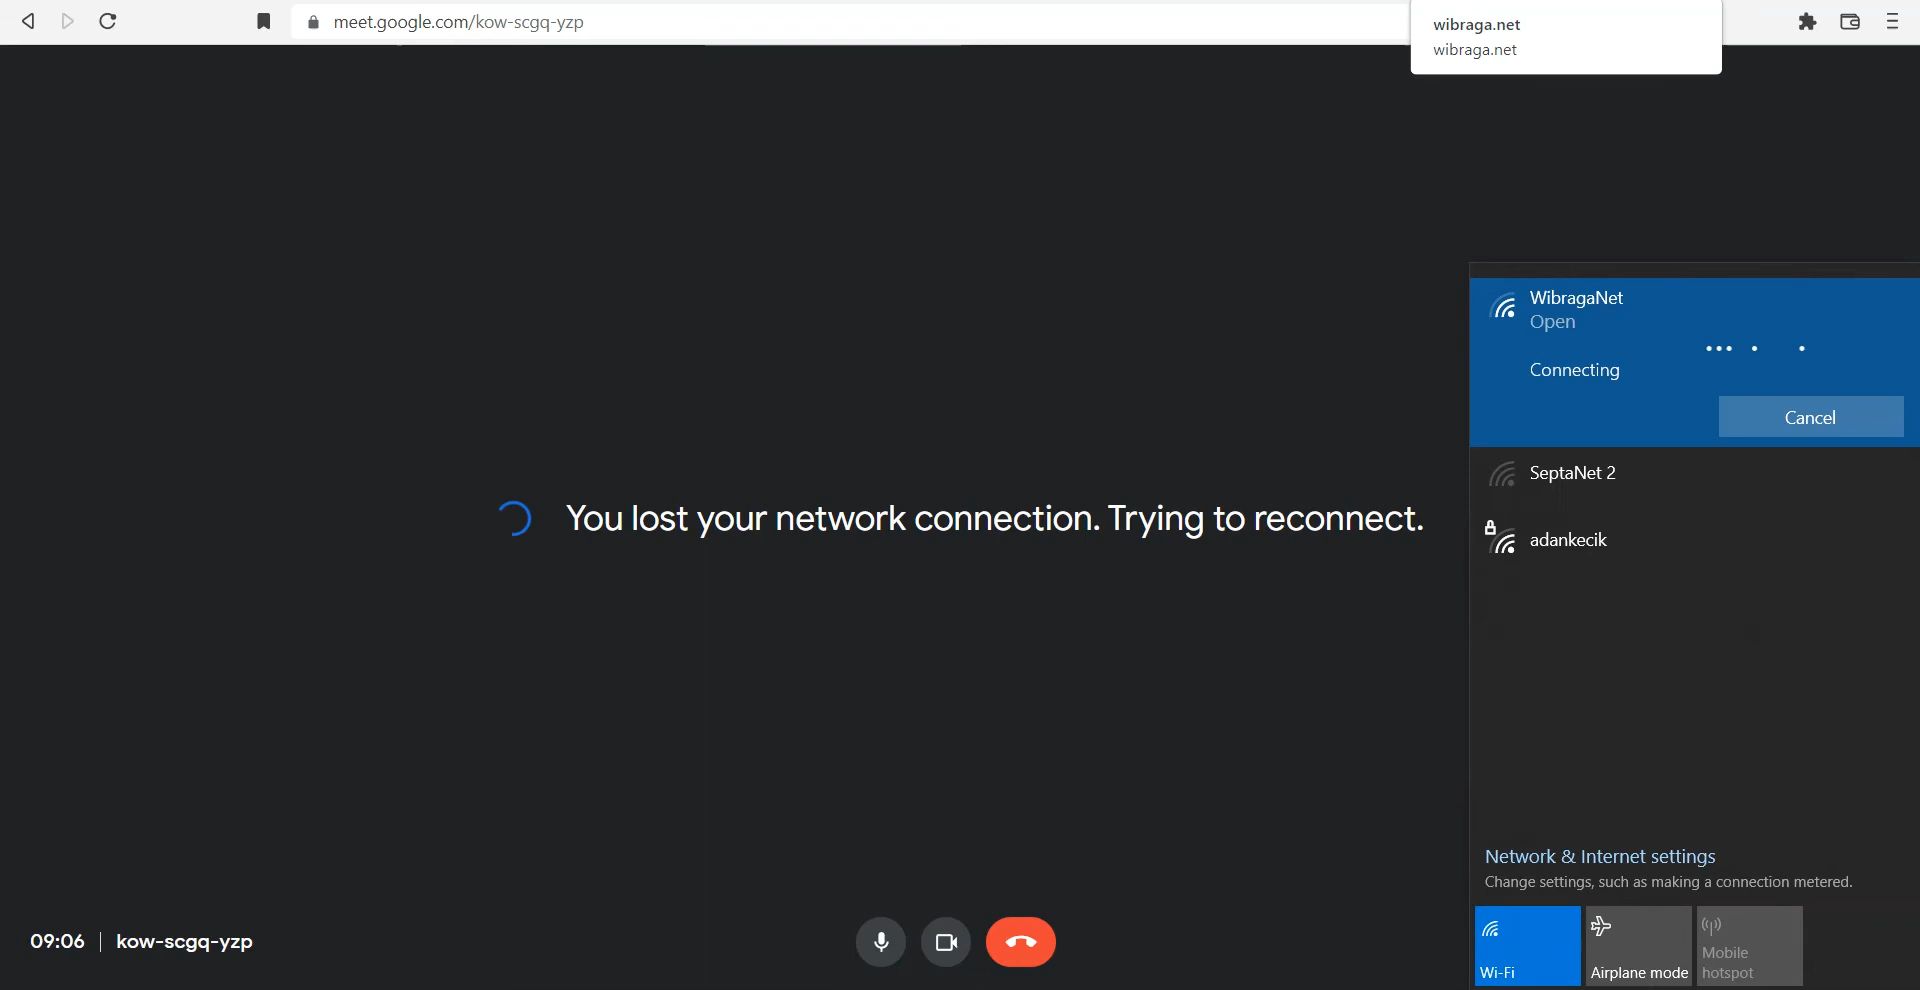 meet.google.com/kow-scgq-yzp
wibraga.net
wibraga.net
WibragaNet
Open
Connecting
Cancel
SeptaNet 2
You lost your network connection. Trying to reconnect.
adankecik
Network & Internet settings
Change settings, such as making a connection metered.
09:06 | kow-scgq-yzp
Wi-Fi
Airplane mode
Mobile
hotspot